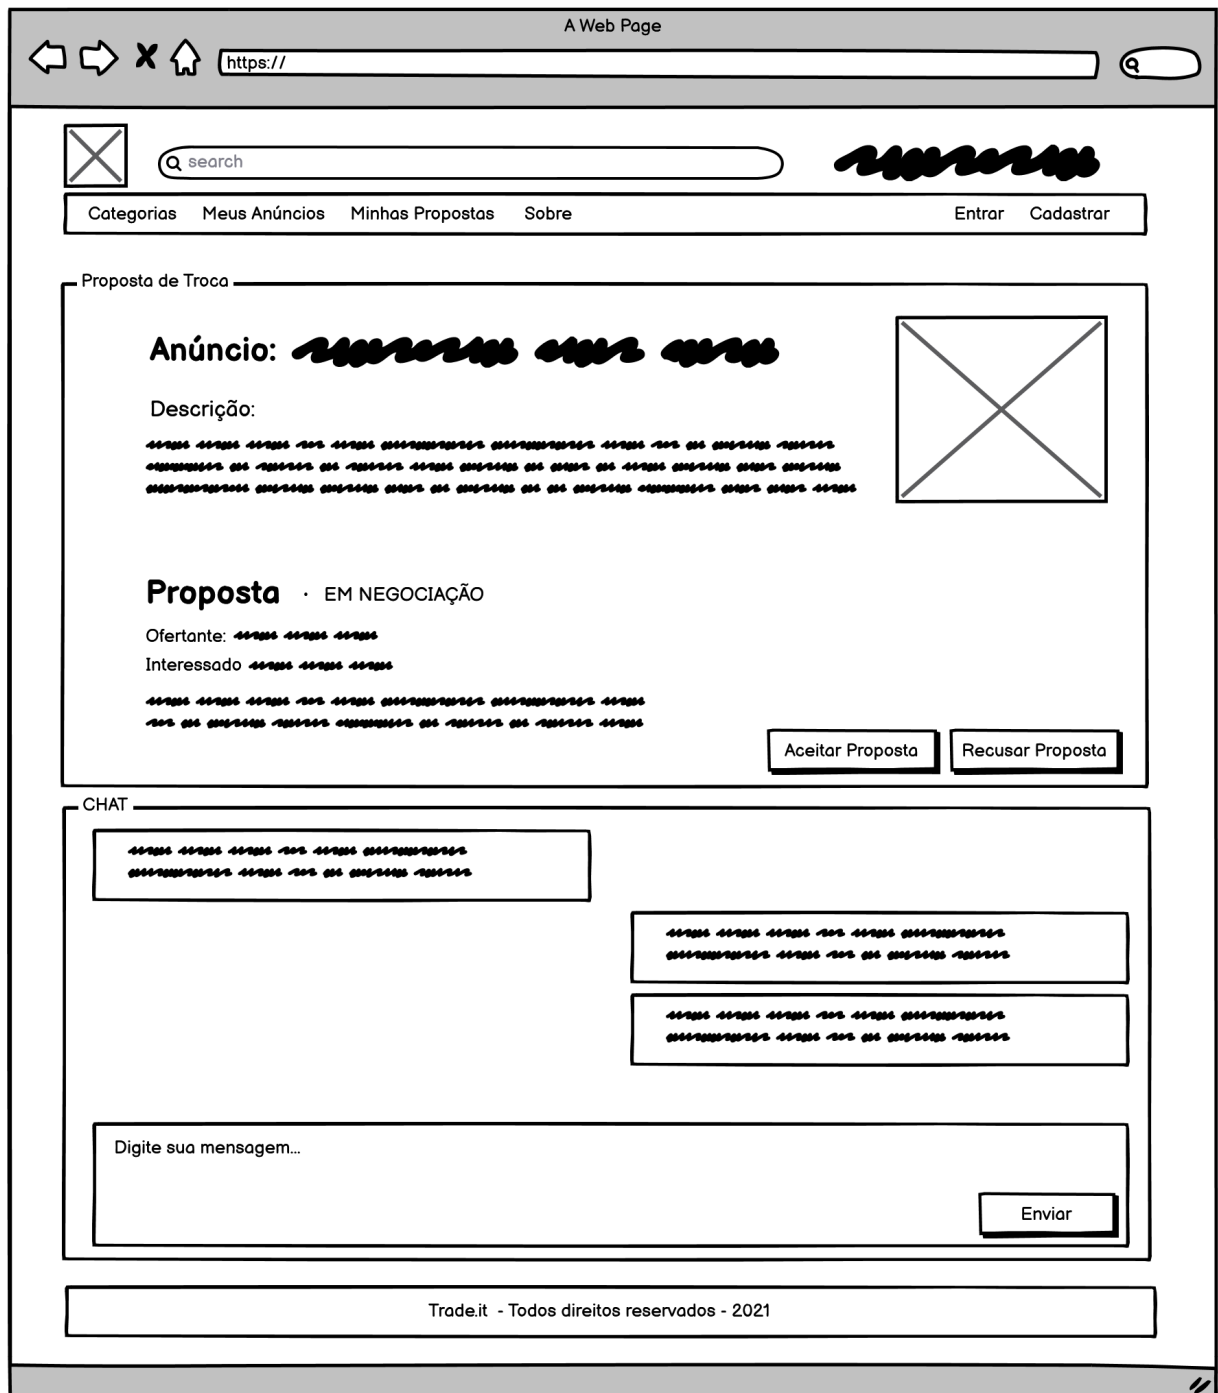 A Web Page
https://
search
Categorias Meus Anúncios Minhas Propostas Sobre Entrar Cadastrar
Proposta de Troca
Anúncio:
Descrição:
Proposta · EM NEGOCIAÇÃO
Ofertante:
Interessado
Aceitar Proposta Recusar Proposta
CHAT
Digite sua mensagem...
Enviar
Trade.it - Todos direitos reservados - 2021